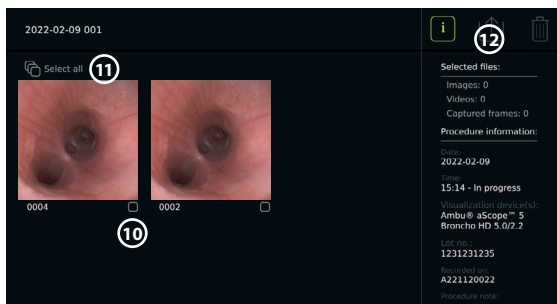 2022-02-09 001
i
12
Select all
11
0004
0002
10
Selected files:
Images: 0
Videos: 0
Captured frames: 0
Procedure information:
Date:
2022-02-09
Time:
15:14 - In progress
Visualization device(s):
Ambu® aScope™ 5
Broncho HD 5.0/2.2
Lot no.:
1231231235
Recorded on:
A221120022
Procedure note: